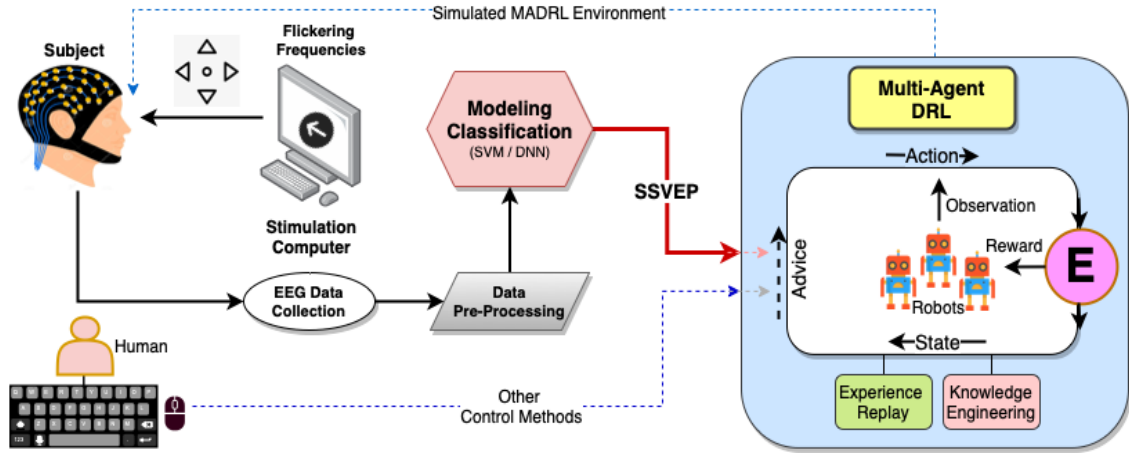 Simulated MADRL Environment
Subject
Flickering
Frequencies
Stimulation
Computer
Modeling
Classification
(SVM / DNN)
SSVEP
EEG Data
Collection
Data
Pre-Processing
Human
123
Other
Control Methods
Multi-Agent
DRL
Action
Observation
Reward
E
Advice
Robots
State
Experience
Replay
Knowledge
Engineering